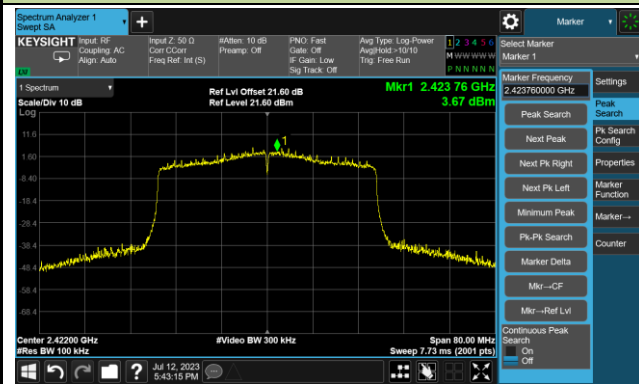 Spectrum Analyzer 1
Swept SA
+
Marker
KEYSIGHT
Input: RF
Coupling: AC
Align: Auto
Input Z: 50 Ω
Corr CCorr
Freq Ref: Int (S)
#Atten: 10 dB
Preamp: Off
PNO: Fast
Gate: Off
IF Gain: Low
Sig Track: Off
Avg Type: Log-Power
Avg|Hold:>10/10
Trig: Free Run
1 2 3 4 5 6
M W W W W W
P N N N N N
LW
Select Marker
Marker 1
1 Spectrum
Scale/Div 10 dB
Log
Ref Lvl Offset 21.60 dB
Ref Level 21.60 dBm
Mkr1 2.423 76 GHz
3.67 dBm
1
11.6
1.60
-8.40
-18.4
-28.4
-38.4
-48.4
-58.4
-68.4
Center 2.42200 GHz
#Res BW 100 kHz
#Video BW 300 kHz
Span 80.00 MHz
Sweep 7.73 ms (2001 pts)
Marker Frequency
2.423760000 GHz
Peak Search
Next Peak
Next Pk Right
Next Pk Left
Minimum Peak
Pk-Pk Search
Marker Delta
Mkr→CF
Mkr→Ref Lvl
Continuous Peak
Search
On
Off
Settings
Peak
Search
Pk Search
Config
Properties
Marker
Function
Marker→
Counter
?
Jul 12, 2023
5:43:15 PM